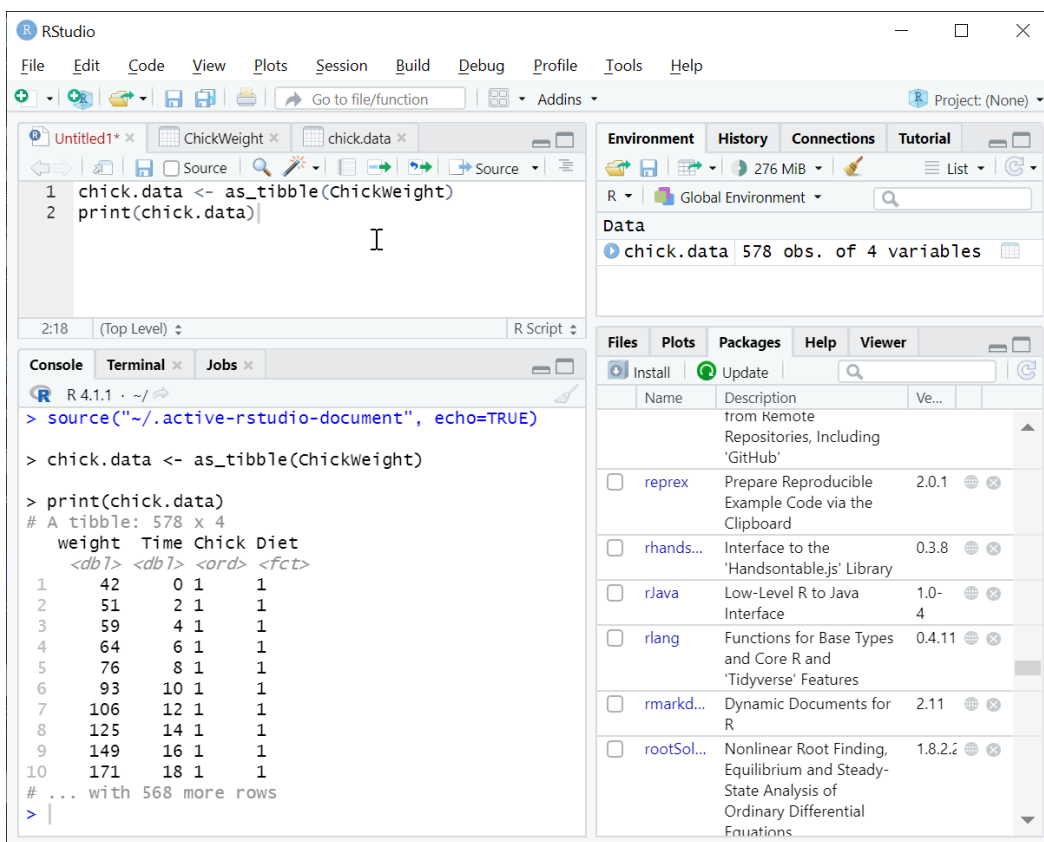 RStudio
File Edit Code View Plots Session Build Debug Profile Tools Help
Go to file/function Addins Project: (None)
Untitled1* ChickWeight chick.data
Source Source
1 chick.data <- as_tibble(ChickWeight)
2 print(chick.data)
2:18 (Top Level) R Script
Console Terminal Jobs
R 4.1.1 · ~/
> source("~/.active-rstudio-document", echo=TRUE)
> chick.data <- as_tibble(ChickWeight)
> print(chick.data)
# A tibble: 578 x 4
weight Time Chick Diet
<dbl> <dbl> <ord> <fct>
1 42 0 1 1
2 51 2 1 1
3 59 4 1 1
4 64 6 1 1
5 76 8 1 1
6 93 10 1 1
7 106 12 1 1
8 125 14 1 1
9 149 16 1 1
10 171 18 1 1
# ... with 568 more rows
>
Environment History Connections Tutorial
276 MiB List
R Global Environment
Data
chick.data 578 obs. of 4 variables
Files Plots Packages Help Viewer
Install Update
Name Description Ve...
from Remote
Repositories, Including
'GitHub'
reprex Prepare Reproducible 2.0.1
Example Code via the
Clipboard
rhands... Interface to the 0.3.8
'Handsontable.js' Library
rJava Low-Level R to Java 1.0-
Interface 4
rlang Functions for Base Types 0.4.11
and Core R and
'Tidyverse' Features
rmarkd... Dynamic Documents for 2.11
R
rootSol... Nonlinear Root Finding, 1.8.2.2
Equilibrium and Steady-
State Analysis of
Ordinary Differential
Equations